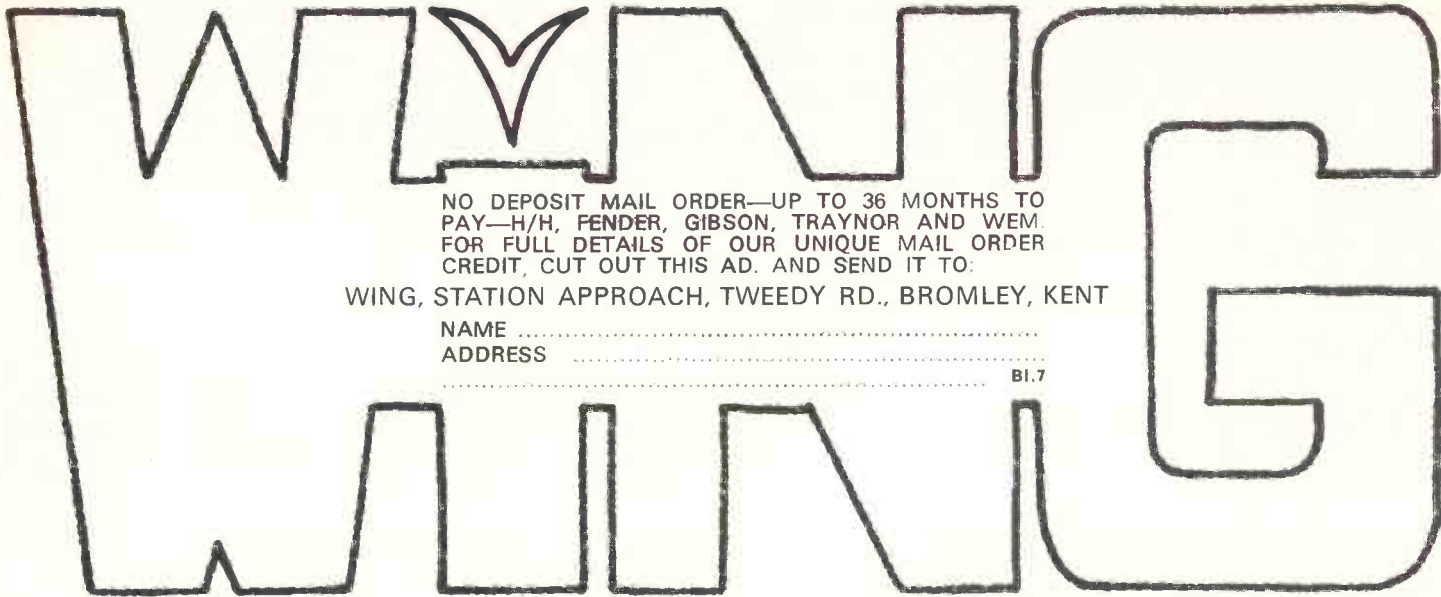 WING
NO DEPOSIT MAIL ORDER—UP TO 36 MONTHS TO
PAY—H/H, FENDER, GIBSON, TRAYNOR AND WEM.
FOR FULL DETAILS OF OUR UNIQUE MAIL ORDER
CREDIT, CUT OUT THIS AD. AND SEND IT TO:
WING, STATION APPROACH, TWEEDY RD., BROMLEY, KENT
NAME ..........................................................................
ADDRESS ..................................................................
.............................................................................. BI.7